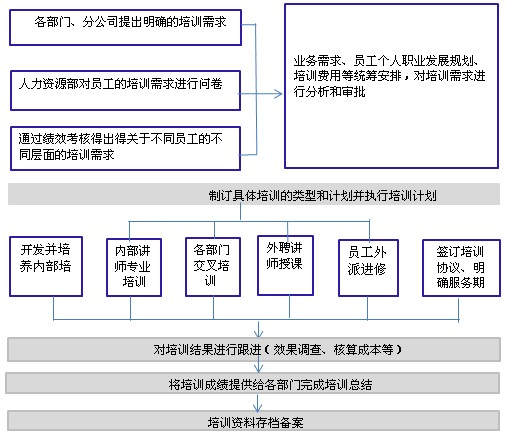 各部门、分公司提出明确的培训需求
人力资源部对员工的培训需求进行问卷
通过绩效考核得出得关于不同员工的不
同层面的培训需求
业务需求、员工个人职业发展规划、
培训费用等统筹安排，对培训需求进
行分析和审批
制订具体培训的类型和计划并执行培训计划
开发并培
养内部培
内部讲
师专业
培训
各部门
交叉培
训
外聘讲
师授课
员工外
派进修
签订培训
协议、明
确服务期
对培训结果进行跟进（效果调查、核算成本等）
将培训成绩提供给各部门完成培训总结
培训资料存档备案